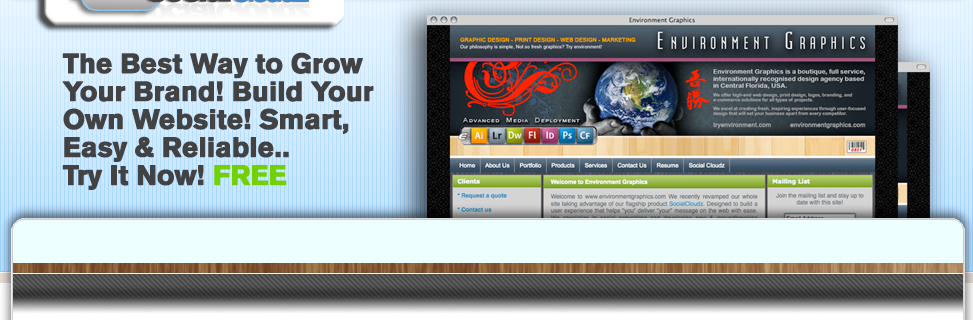 The Best Way to Grow
Your Brand! Build Your
Own Website! Smart,
Easy & Reliable..
Try It Now! FREE
Environment Graphics
GRAPHIC DESIGN - PRINT DESIGN - WEB DESIGN - MARKETING
Our philosophy is simple, Not so fresh graphics? Try environment!
ENVIRONMENT GRAPHICS
Environment Graphics is a boutique, full service,
internationally recognised design agency based
in Central Florida, USA.
We offer high-end web design, print design, logos, branding, and
e-commerce solutions for all types of projects.
We excel at creating fresh, inspiring experiences through user-focused
design that will set your business apart from every competitor.
tryenvironment.com environmentgraphics.com
ADVANCED MEDIA DEPLOYMENT
Ai Lr Dw Fl Id Ps CF
Home About Us Portfolio Products Services Contact Us Resume Social Cloudz
Clients
* Request a quote
* Contact us
Welcome to Environment Graphics
Welcome to www.environmentgraphics.com We recently revamped our whole
site taking advantage of our flagship product SocialCloudz. Designed to build a
user experience that helps "you" deliver "your" message on the web with ease.
Mailing List
Join the mailing list and stay up to
date with this site!